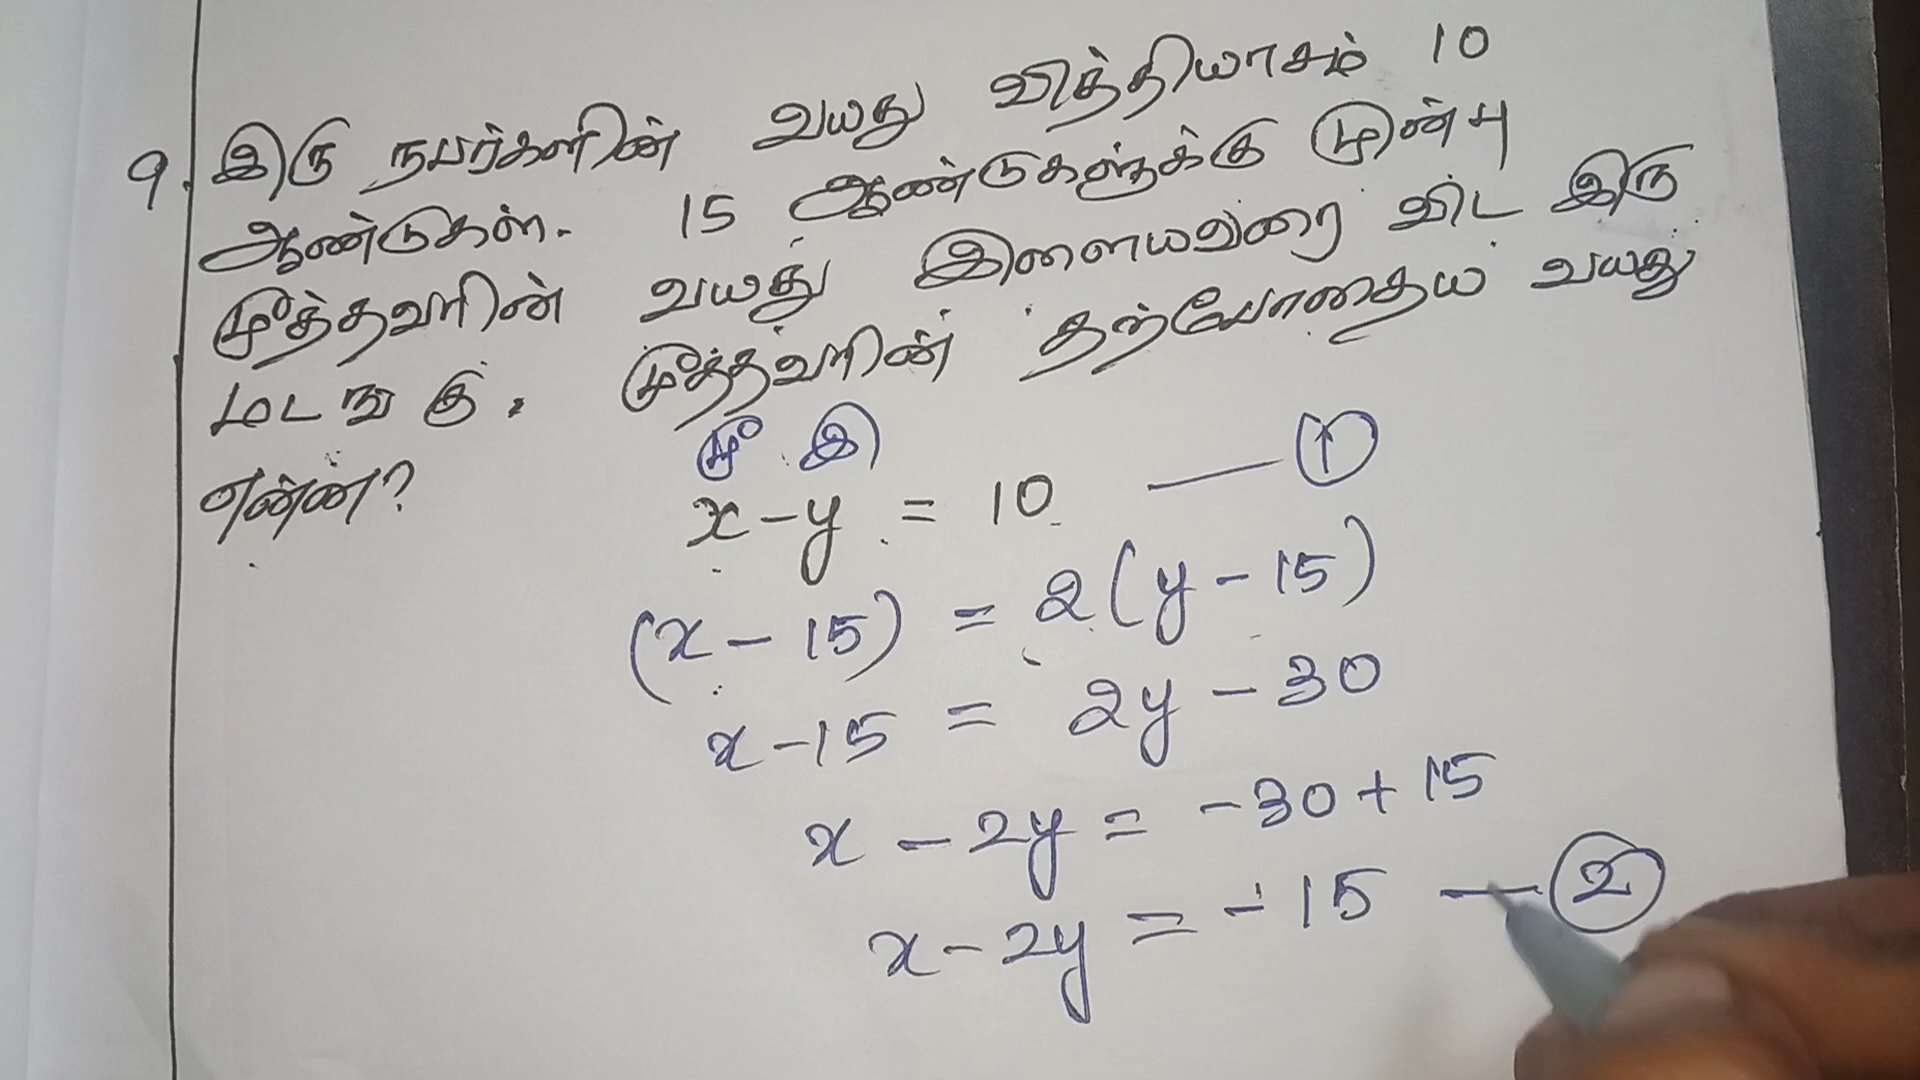 9. இரு நபர்களின் வயது வித்தியாசம் 10
ஆண்டுகள். 15 ஆண்டுகளுக்கு முன்பு
மூத்தவரின் வயது இளையவரை விட இரு
மடங்கு. மூத்தவரின் தற்போதைய வயது
என்ன?
மூ இ
x-y = 10 — ①
(x-15) = 2(y-15)
x-15 = 2y-30
x-2y = -30+15
x-2y = -15 — ②